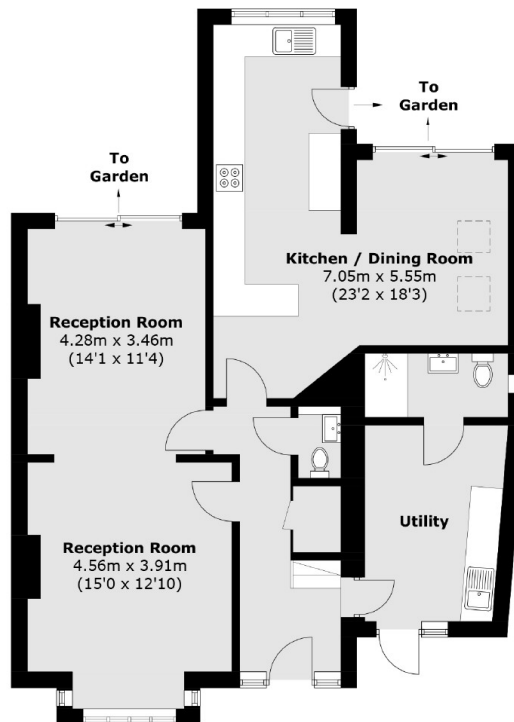 To
Garden
To
Garden
Kitchen / Dining Room
7.05m x 5.55m
(23'2 x 18'3)
Reception Room
4.28m x 3.46m
(14'1 x 11'4)
Utility
Reception Room
4.56m x 3.91m
(15'0 x 12'10)